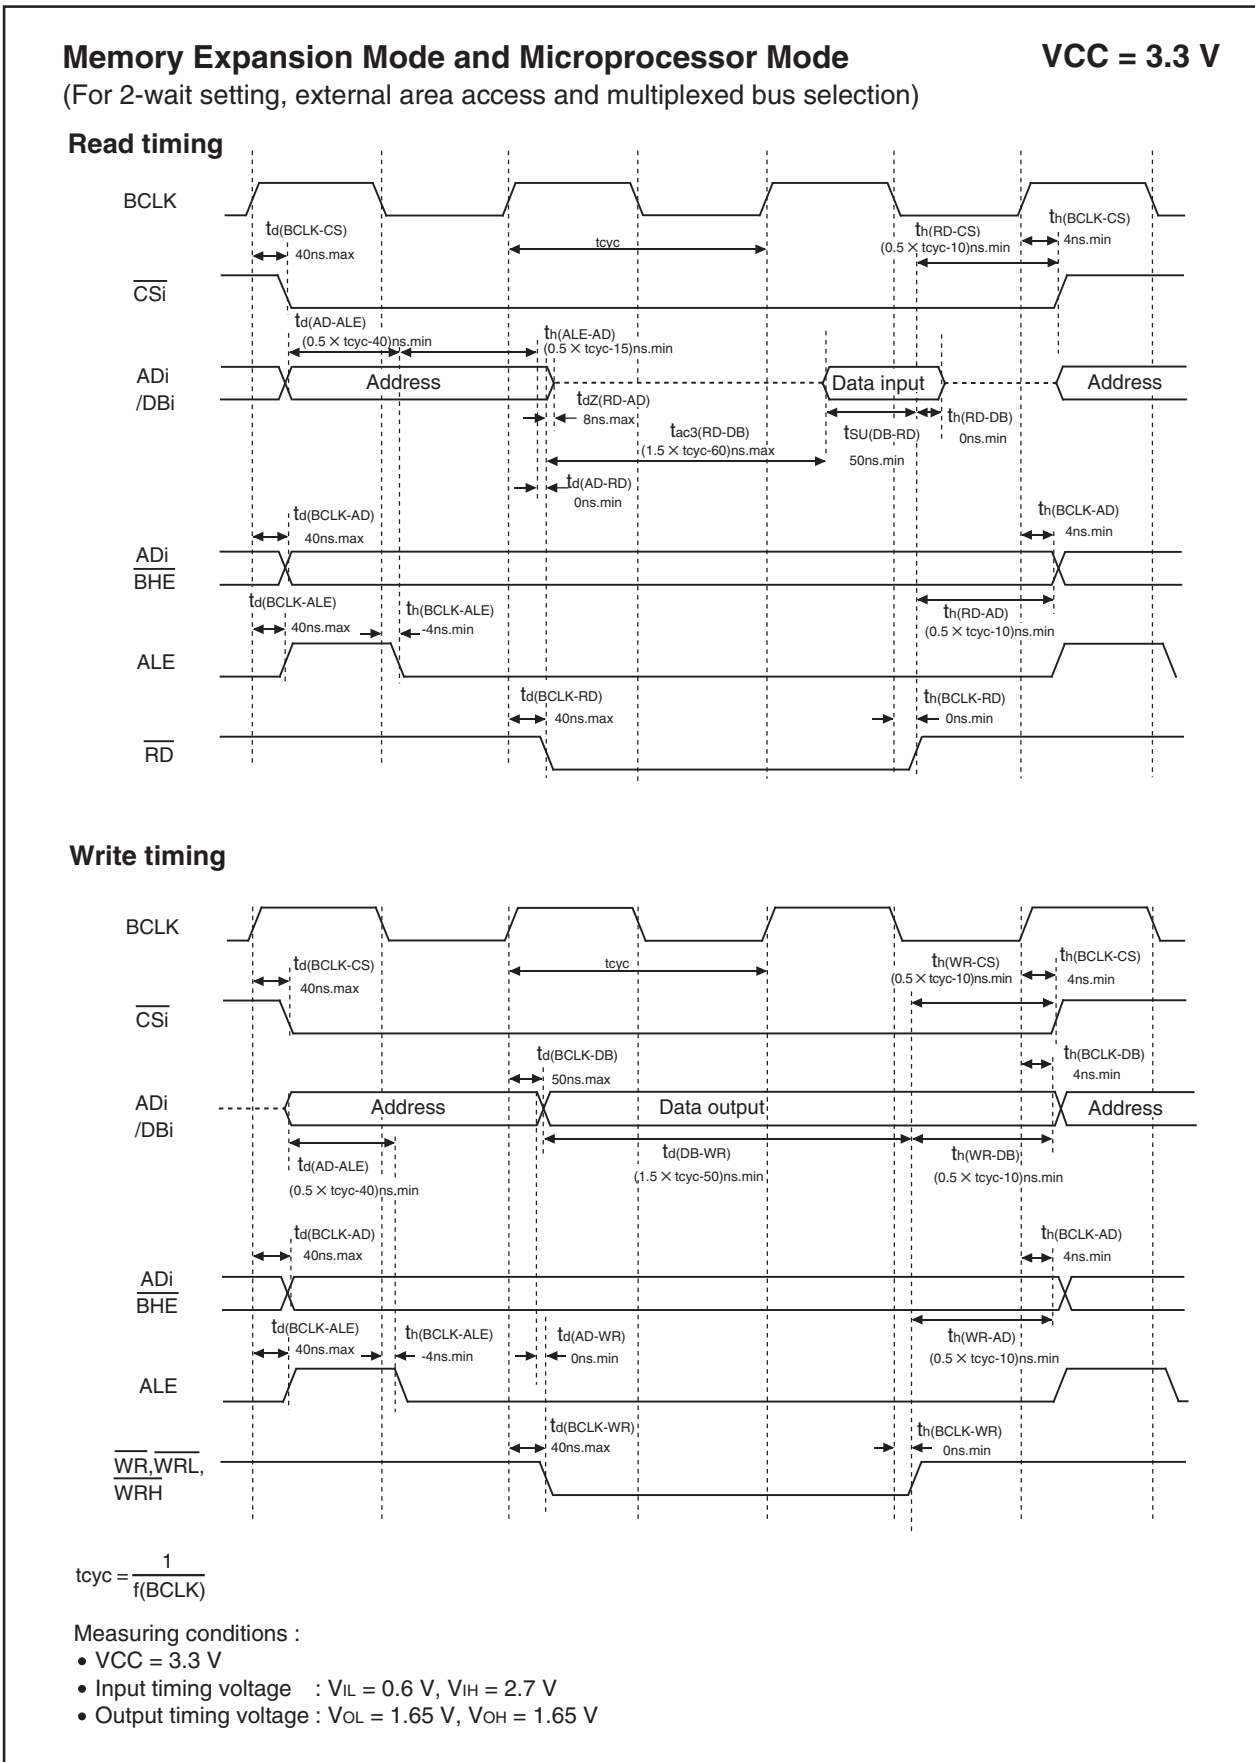 Memory Expansion Mode and Microprocessor Mode VCC = 3.3 V
(For 2-wait setting, external area access and multiplexed bus selection)
Read timing
BCLK
td(BCLK-CS)
40ns.max
tcyc
th(RD-CS)
(0.5 × tcyc-10)ns.min
th(BCLK-CS)
4ns.min
CSi
td(AD-ALE)
(0.5 × tcyc-40)ns.min
th(ALE-AD)
(0.5 × tcyc-15)ns.min
ADi
/DBi
Address
Data input
Address
tdZ(RD-AD)
8ns.max
tac3(RD-DB)
(1.5 × tcyc-60)ns.max
tSU(DB-RD)
50ns.min
th(RD-DB)
0ns.min
td(AD-RD)
0ns.min
td(BCLK-AD)
40ns.max
th(BCLK-AD)
4ns.min
ADi
BHE
td(BCLK-ALE)
40ns.max
th(BCLK-ALE)
-4ns.min
th(RD-AD)
(0.5 × tcyc-10)ns.min
ALE
td(BCLK-RD)
40ns.max
th(BCLK-RD)
0ns.min
RD
Write timing
BCLK
td(BCLK-CS)
40ns.max
tcyc
th(WR-CS)
(0.5 × tcyc-10)ns.min
th(BCLK-CS)
4ns.min
CSi
td(BCLK-DB)
50ns.max
th(BCLK-DB)
4ns.min
ADi
/DBi
Address
Data output
Address
td(AD-ALE)
(0.5 × tcyc-40)ns.min
td(DB-WR)
(1.5 × tcyc-50)ns.min
th(WR-DB)
(0.5 × tcyc-10)ns.min
td(BCLK-AD)
40ns.max
th(BCLK-AD)
4ns.min
ADi
BHE
td(BCLK-ALE)
40ns.max
th(BCLK-ALE)
-4ns.min
td(AD-WR)
0ns.min
th(WR-AD)
(0.5 × tcyc-10)ns.min
ALE
td(BCLK-WR)
40ns.max
th(BCLK-WR)
0ns.min
WR,WRL,
WRH
tcyc = 1
f(BCLK)
Measuring conditions :
• VCC = 3.3 V
• Input timing voltage : VIL = 0.6 V, VIH = 2.7 V
• Output timing voltage : VOL = 1.65 V, VOH = 1.65 V